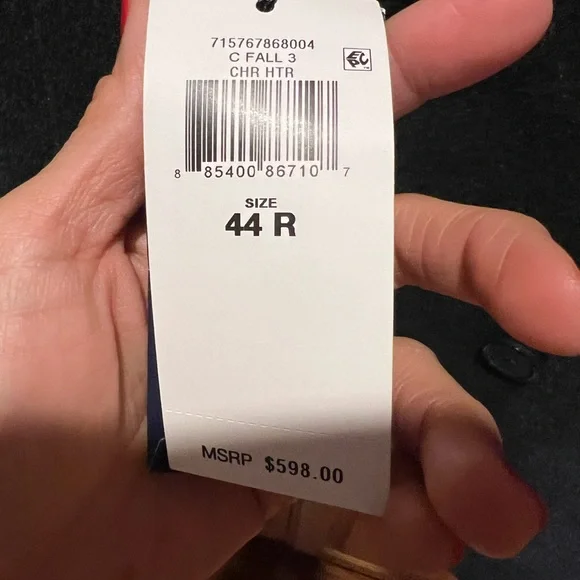 715767868004
C FALL 3
CHR HTR
8 85400 86710 7
SIZE
44 R
MSRP $598.00